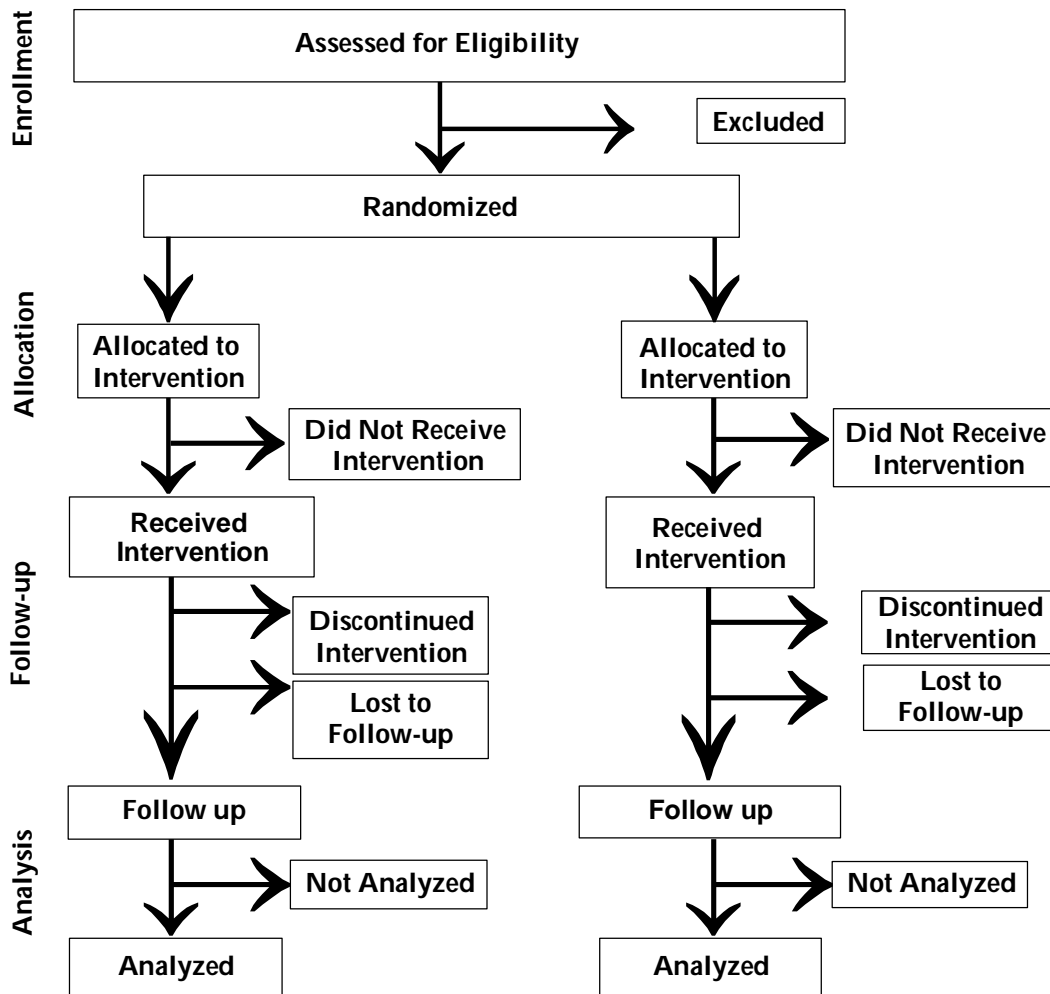 Enrollment
Assessed for Eligibility
Excluded
Randomized
Allocation
Allocated to
Intervention
Allocated to
Intervention
Did Not Receive
Intervention
Did Not Receive
Intervention
Received
Intervention
Received
Intervention
Follow-up
Discontinued
Intervention
Discontinued
Intervention
Lost to
Follow-up
Lost to
Follow-up
Follow up
Follow up
Analysis
Not Analyzed
Not Analyzed
Analyzed
Analyzed